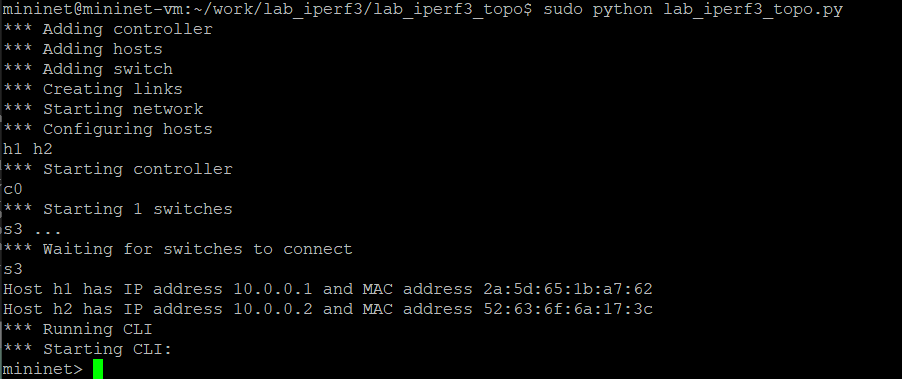 mininet@mininet-vm:~/work/lab_iperf3/lab_iperf3_topo$ sudo python lab_iperf3_topo.py
*** Adding controller
*** Adding hosts
*** Adding switch
*** Creating links
*** Starting network
*** Configuring hosts
h1 h2
*** Starting controller
c0
*** Starting 1 switches
s3 ...
*** Waiting for switches to connect
s3
Host h1 has IP address 10.0.0.1 and MAC address 2a:5d:65:1b:a7:62
Host h2 has IP address 10.0.0.2 and MAC address 52:63:6f:6a:17:3c
*** Running CLI
*** Starting CLI:
mininet>